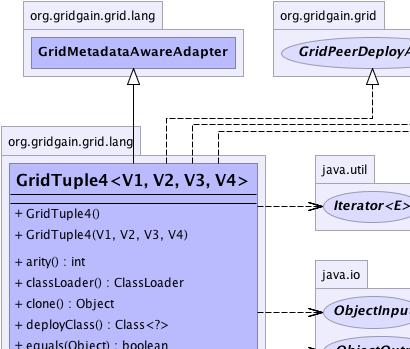 org.gridgain.grid.lang
GridMetadataAwareAdapter
org.gridgain.grid
GridPeerDeployA
org.gridgain.grid.lang
GridTuple4<V1, V2, V3, V4>
+ GridTuple4()
+ GridTuple4(V1, V2, V3, V4)
+ arity() : int
+ classLoader() : ClassLoader
+ clone() : Object
+ deployClass() : Class<?>
+ equals(Object) : boolean
java.util
Iterator<E>
java.io
ObjectInpu
ObjectOutp